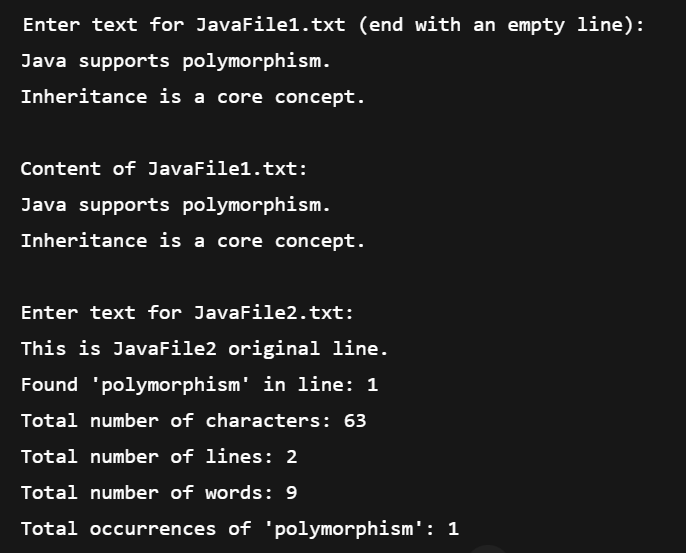 Enter text for JavaFile1.txt (end with an empty line):
Java supports polymorphism.
Inheritance is a core concept.
Content of JavaFile1.txt:
Java supports polymorphism.
Inheritance is a core concept.
Enter text for JavaFile2.txt:
This is JavaFile2 original line.
Found 'polymorphism' in line: 1
Total number of characters: 63
Total number of lines: 2
Total number of words: 9
Total occurrences of 'polymorphism': 1